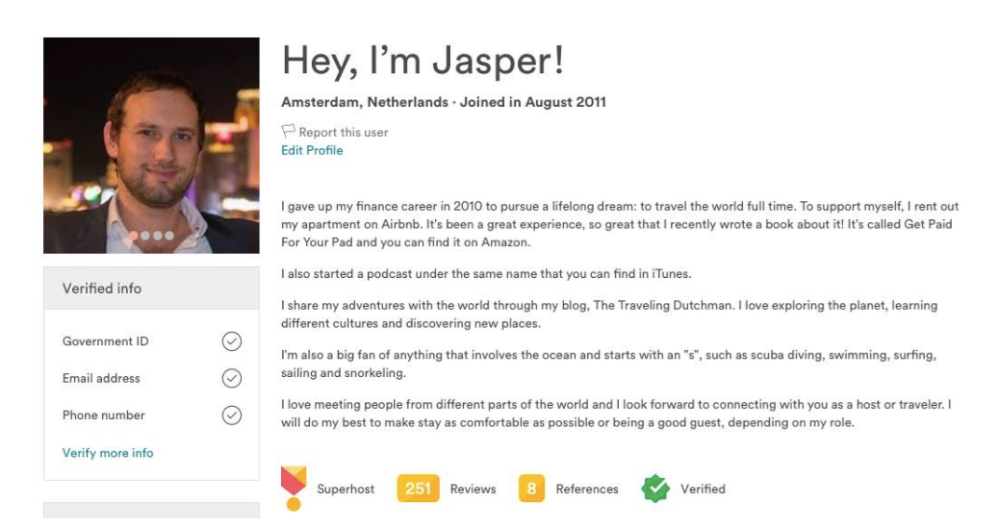 Hey, I'm Jasper!
Amsterdam, Netherlands · Joined in August 2011
Report this user
Edit Profile
I gave up my finance career in 2010 to pursue a lifelong dream: to travel the world full time. To support myself, I rent out
my apartment on Airbnb. It's been a great experience, so great that I recently wrote a book about it! It's called Get Paid
For Your Pad and you can find it on Amazon.
I also started a podcast under the same name that you can find in iTunes.
I share my adventures with the world through my blog, The Traveling Dutchman. I love exploring the planet, learning
different cultures and discovering new places.
I'm also a big fan of anything that involves the ocean and starts with an "s", such as scuba diving, swimming, surfing,
sailing and snorkeling.
I love meeting people from different parts of the world and I look forward to connecting with you as a host or traveler. I
will do my best to make stay as comfortable as possible or being a good guest, depending on my role.
Superhost 251 Reviews 8 References Verified
Verified info
Government ID
Email address
Phone number
Verify more info